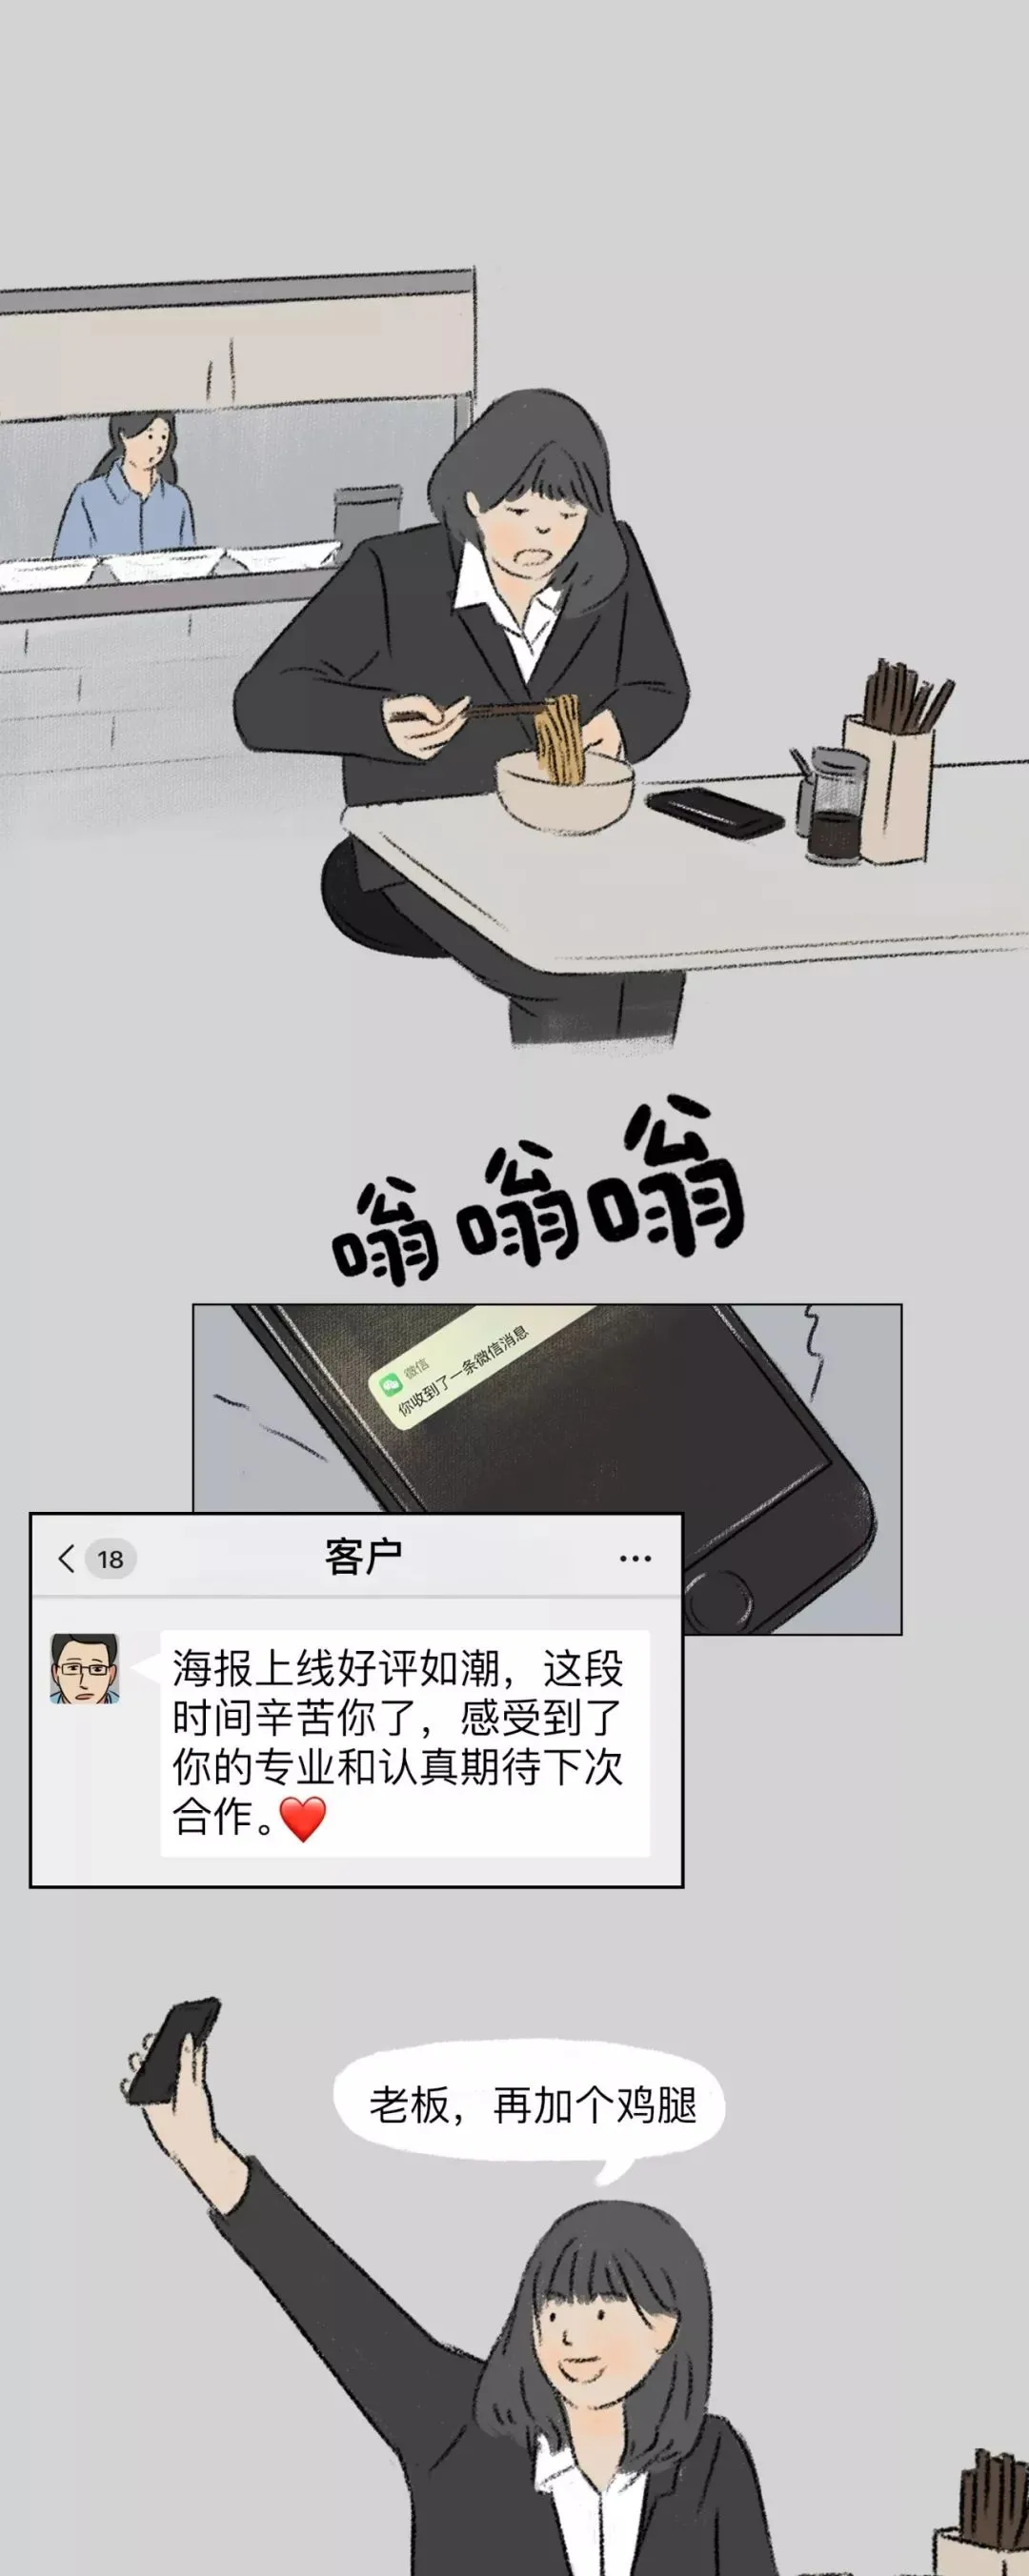 嗡嗡嗡
微信
你收到了一条微信消息
18
客户
海报上线好评如潮，这段
时间辛苦你了，感受到了
你的专业和认真期待下次
合作。❤️
老板，再加个鸡腿